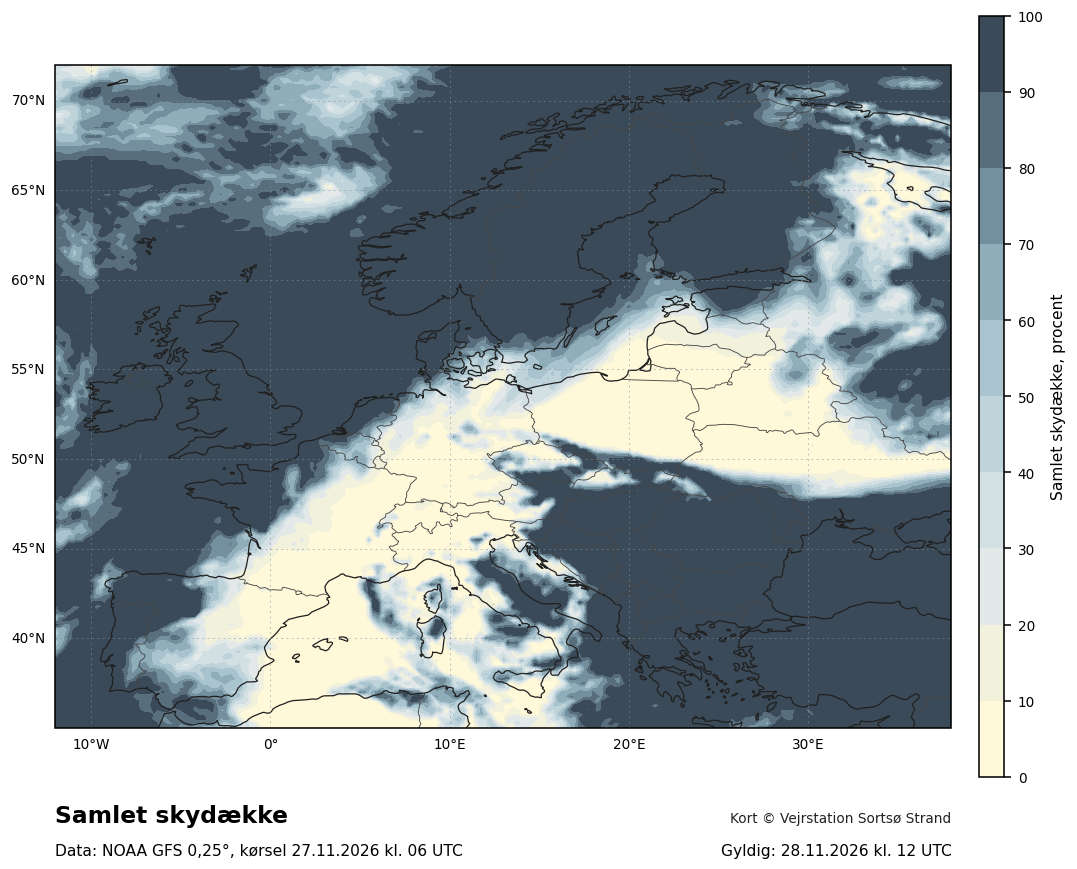 100
90
80
70
60
50
40
30
20
10
0
Samlet skydække, procent
70°N
65°N
60°N
55°N
50°N
45°N
40°N
10°W
0°
10°E
20°E
30°E
Samlet skydække
Kort © Vejrstation Sortsø Strand
Data: NOAA GFS 0,25°, kørsel 27.11.2026 kl. 06 UTC
Gyldig: 28.11.2026 kl. 12 UTC